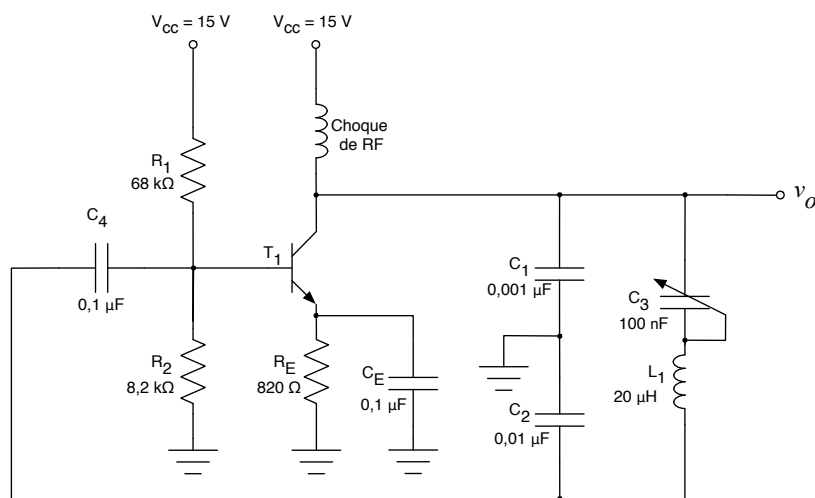 V_CC = 15 V
V_CC = 15 V
Choque
de RF
R_1
68 kΩ
v_o
C_4
0,1 µF
T_1
C_1
0,001 µF
C_3
100 nF
R_2
8,2 kΩ
R_E
820 Ω
C_E
0,1 µF
L_1
20 µH
C_2
0,01 µF